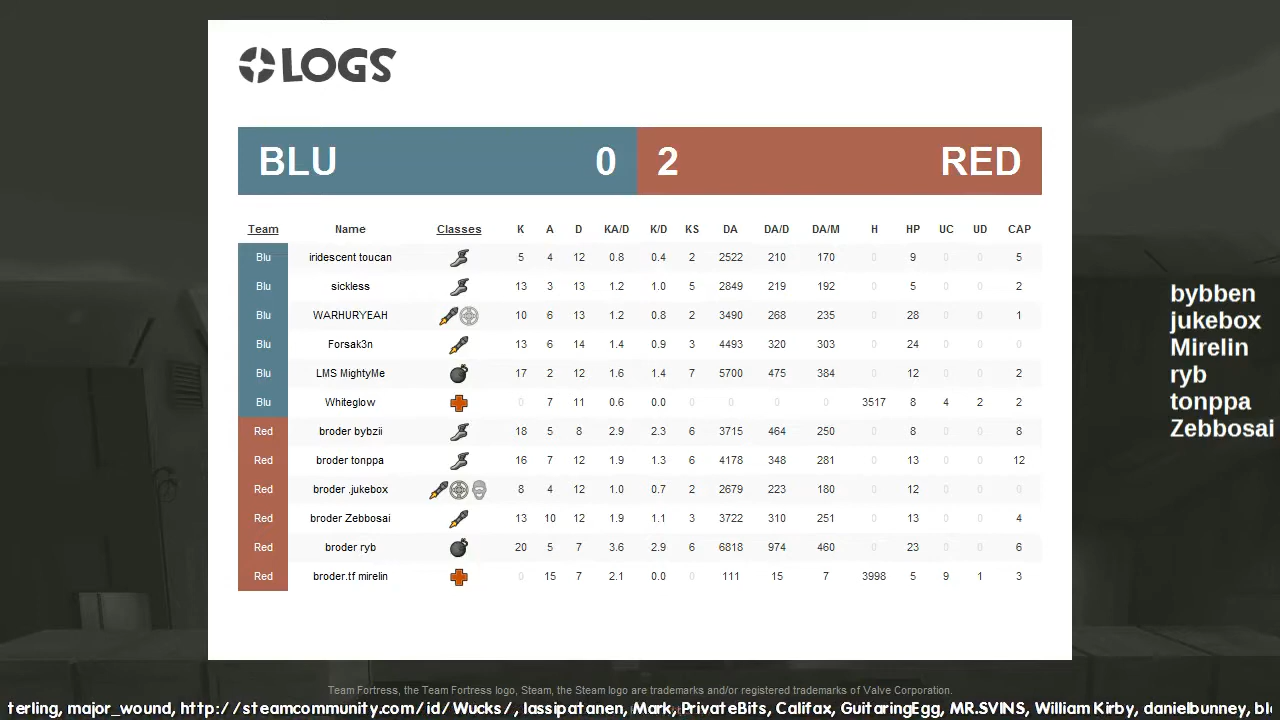 LOGS
BLU 0 2 RED
Team Name Classes K A D KA/D K/D KS DA DA/D DA/M H HP UC UD CAP
Blu iridescent toucan 5 4 12 0.8 0.4 2 2522 210 170 0 9 0 0 5
Blu sickless 13 3 13 1.2 1.0 5 2849 219 192 0 5 0 0 2
Blu WARHURYEAH 10 6 13 1.2 0.8 2 3490 268 235 0 28 0 0 1
Blu Forsak3n 13 6 14 1.4 0.9 3 4493 320 303 0 24 0 0 0
Blu LMS MightyMe 17 2 12 1.6 1.4 7 5700 475 384 0 12 0 0 2
Blu Whiteglow 0 7 11 0.6 0.0 0 0 0 0 3517 8 4 2 2
Red broder bybzii 18 5 8 2.9 2.3 6 3715 464 250 0 8 0 0 8
Red broder tonppa 16 7 12 1.9 1.3 6 4178 348 281 0 13 0 0 12
Red broder .jukebox 8 4 12 1.0 0.7 2 2679 223 180 0 12 0 0 0
Red broder Zebbosai 13 10 12 1.9 1.1 3 3722 310 251 0 13 0 0 4
Red broder ryb 20 5 7 3.6 2.9 6 6818 974 460 0 23 0 0 6
Red broder.tf mirelin 0 15 7 2.1 0.0 0 111 15 7 3998 5 9 1 3
bybben
jukebox
Mirelin
ryb
tonppa
Zebbosai
Team Fortress, the Team Fortress logo, Steam, the Steam logo are trademarks and/or registered trademarks of Valve Corporation.
terling, major_wound, http://steamcommunity.com/id/Wucks/, lassipatanen, Mark, PrivateBits, Califax, GuitaringEgg, MR.SVINS, William Kirby, danielbunney,